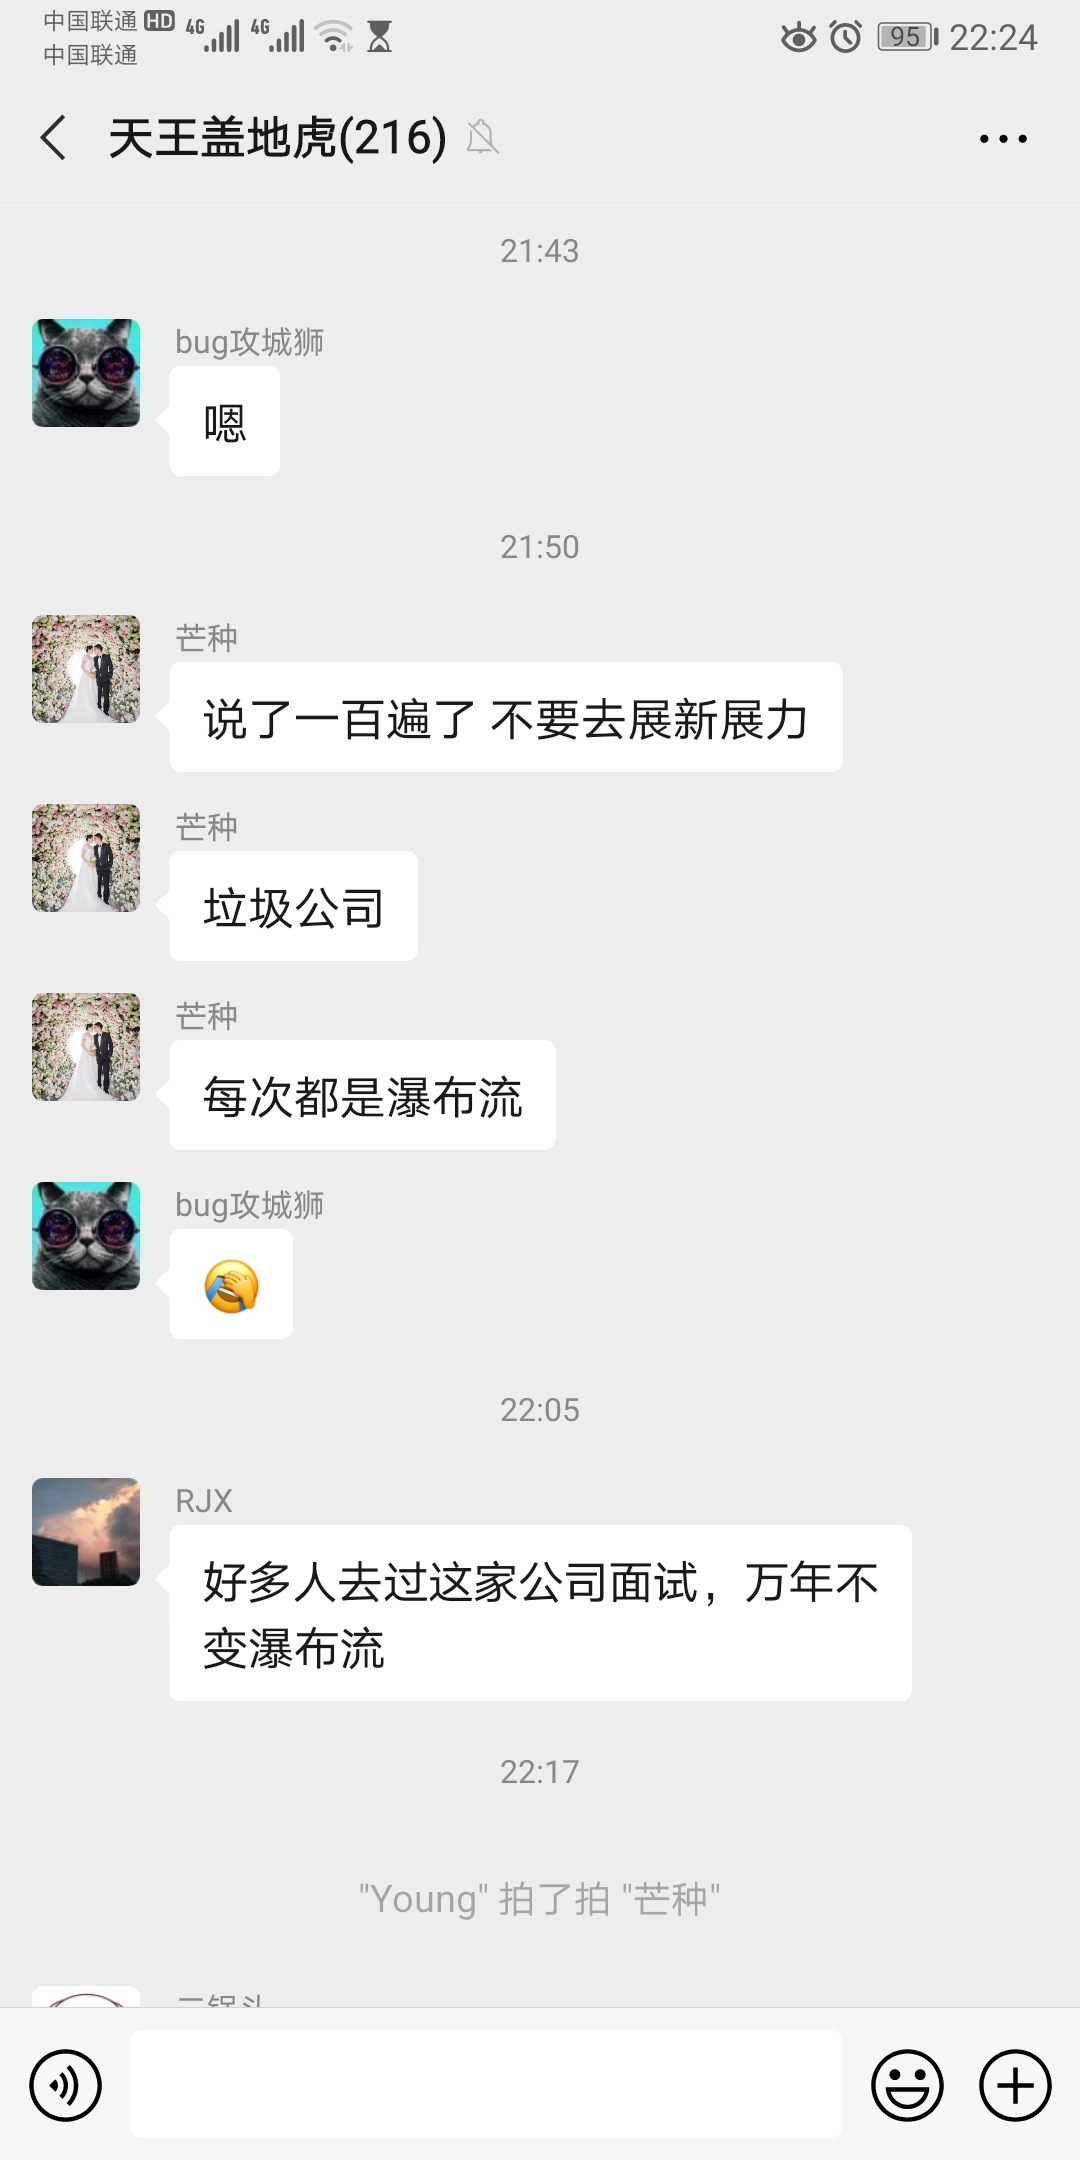 中国联通 HD 4G 4G 95 22:24
中国联通
天王盖地虎(216)
21:43
bug攻城狮
嗯
21:50
芒种
说了一百遍了 不要去展新展力
芒种
垃圾公司
芒种
每次都是瀑布流
bug攻城狮
22:05
RJX
好多人去过这家公司面试，万年不
变瀑布流
22:17
"Young" 拍了拍 "芒种"